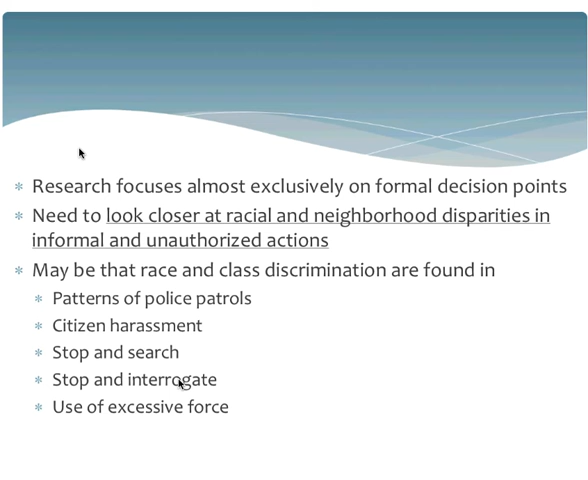 Research focuses almost exclusively on formal decision points
Need to look closer at racial and neighborhood disparities in
informal and unauthorized actions
May be that race and class discrimination are found in
Patterns of police patrols
Citizen harassment
Stop and search
Stop and interrogate
Use of excessive force